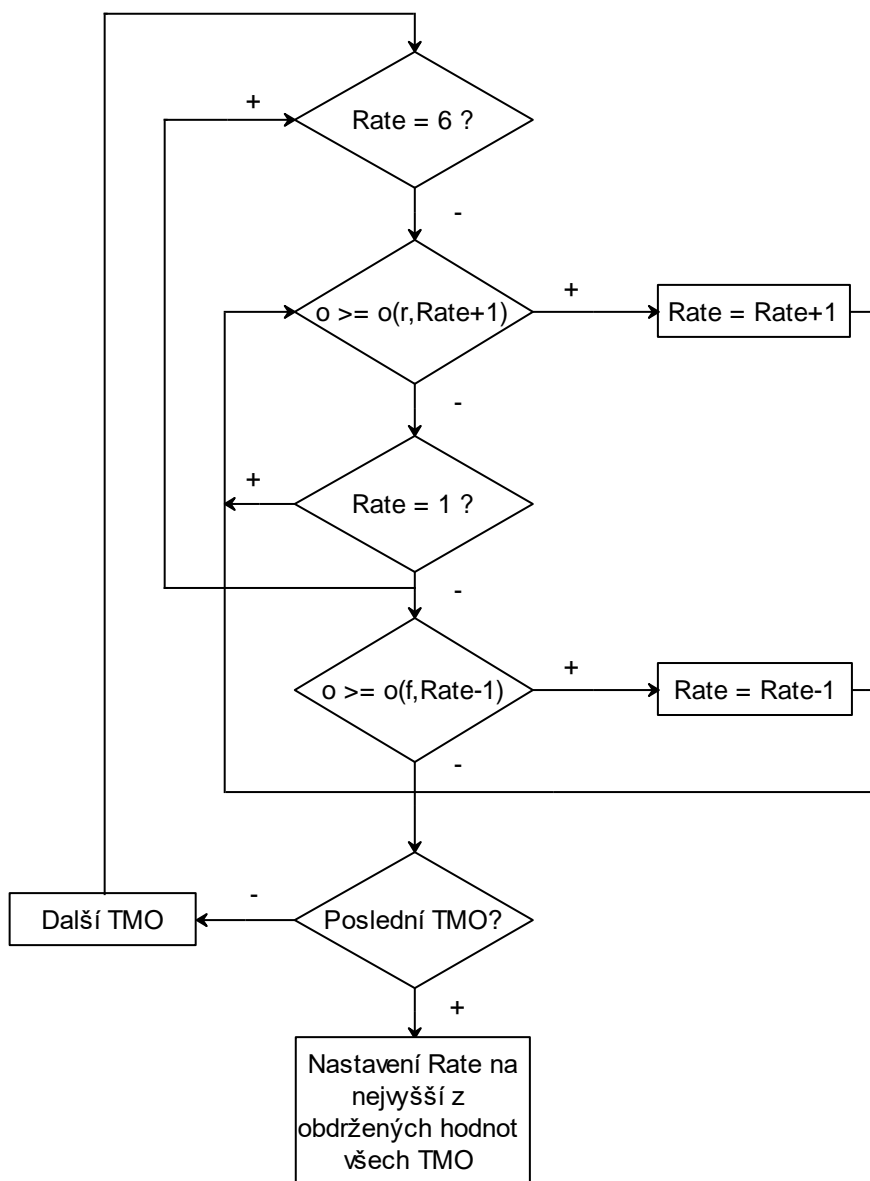 +
Rate = 6 ?
-
o >= o(r,Rate+1)
+
Rate = Rate+1
-
+
Rate = 1 ?
-
o >= o(f,Rate-1)
+
Rate = Rate-1
-
-
Další TMO
Poslední TMO?
+
Nastavení Rate na
nejvyšší z
obdržených hodnot
všech TMO